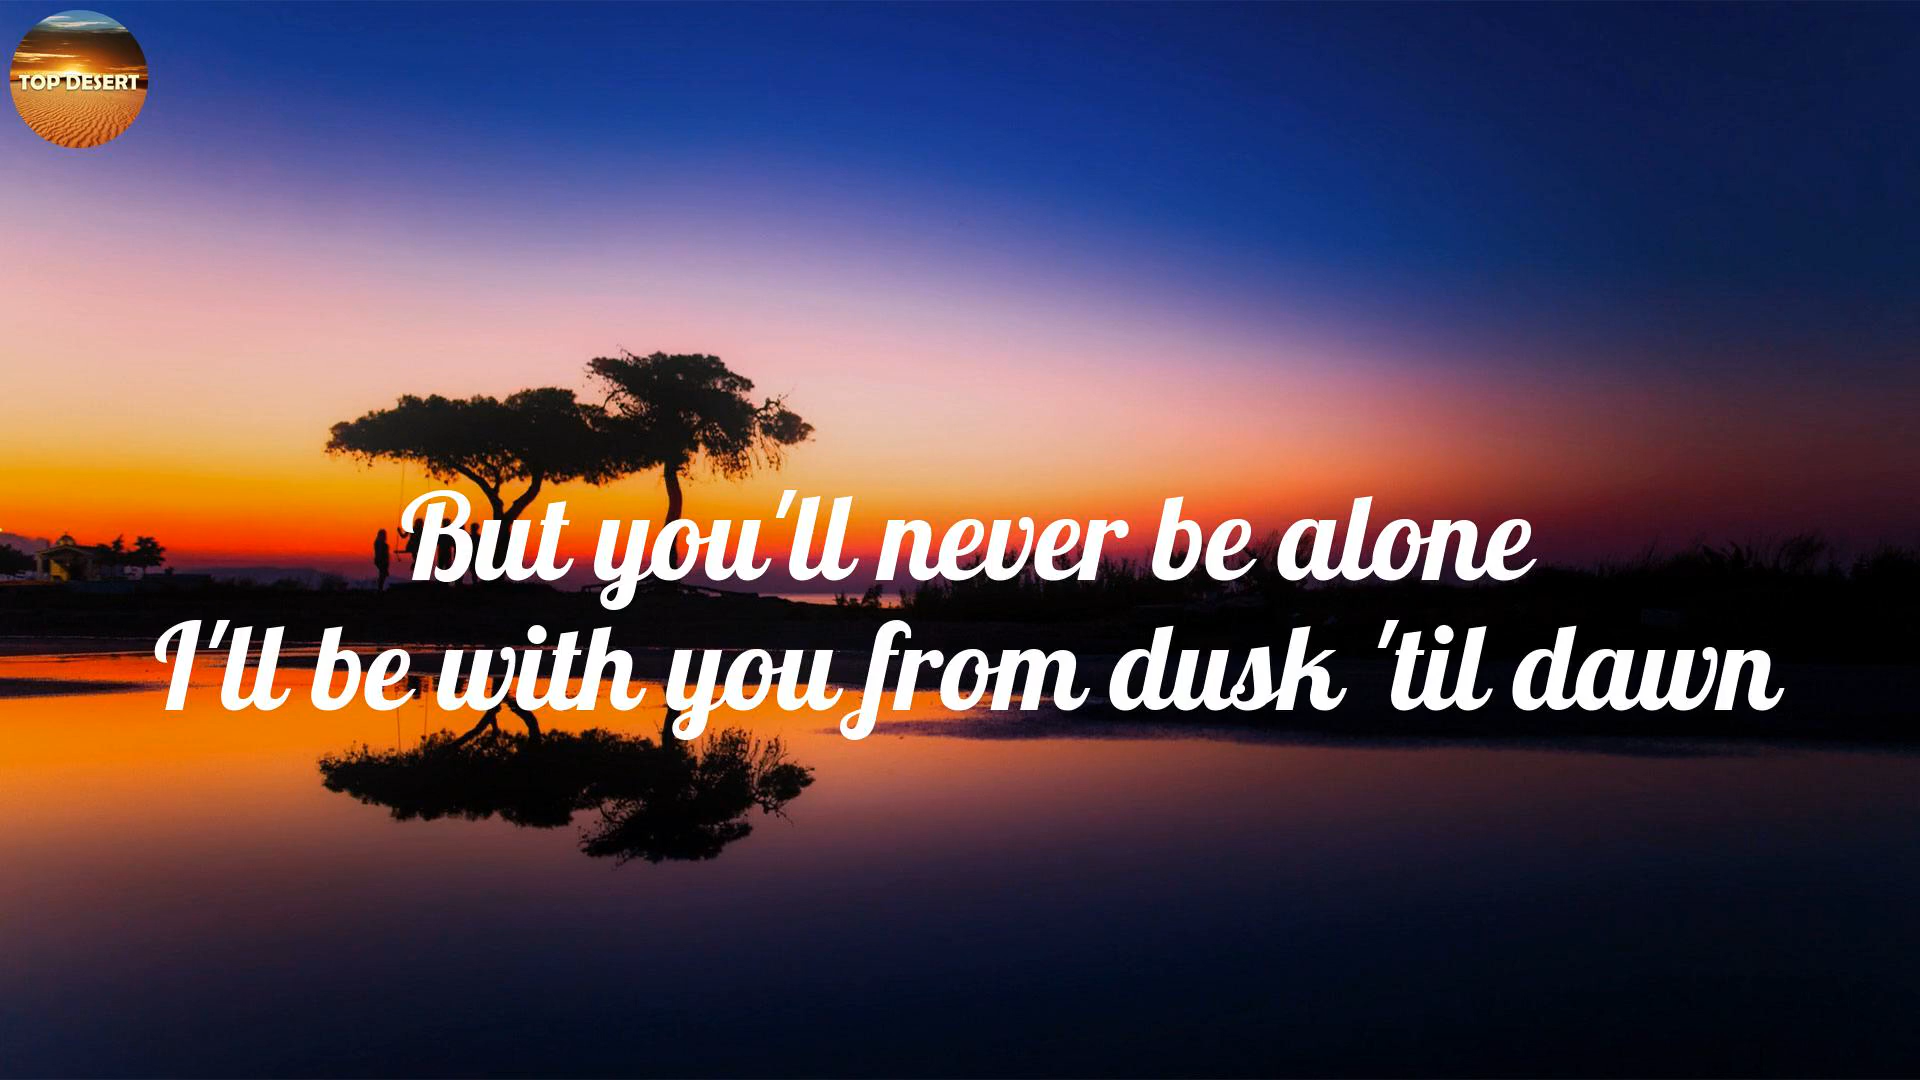 TOP DESERT
But you'll never be alone
I'll be with you from dusk 'til dawn